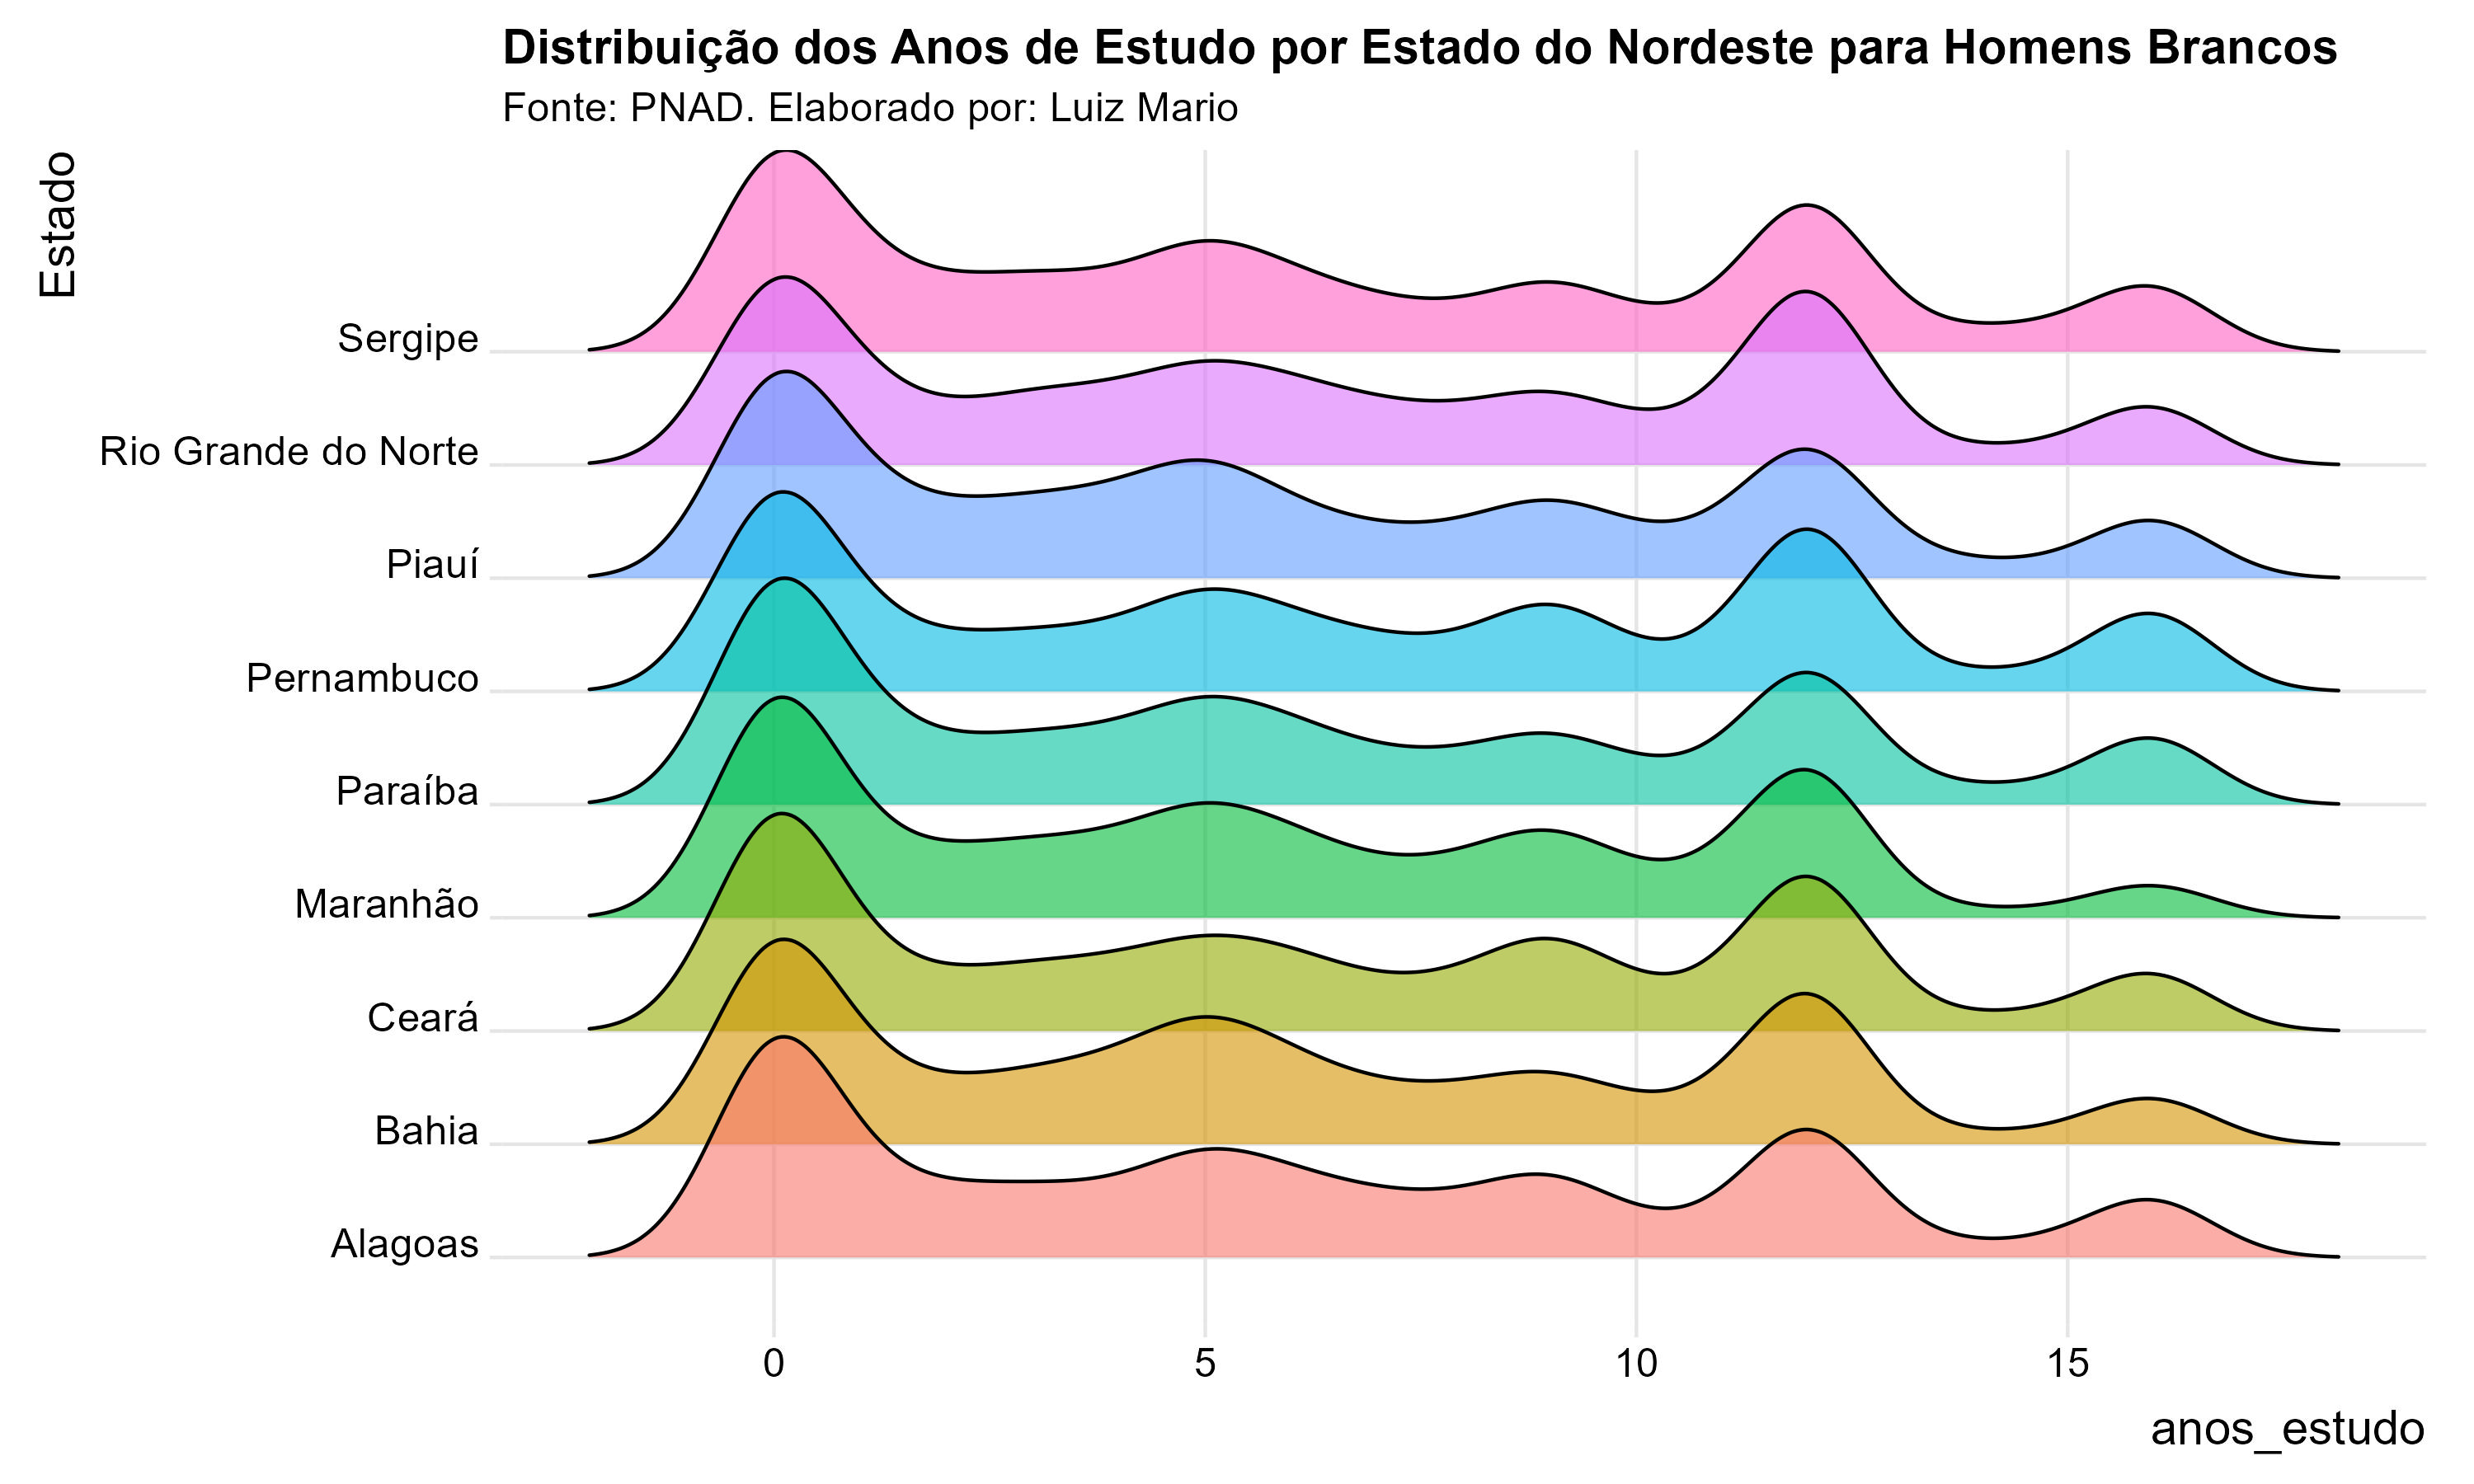 Distribuição dos Anos de Estudo por Estado do Nordeste para Homens Brancos
Fonte: PNAD. Elaborado por: Luiz Mario
Estado
Sergipe
Rio Grande do Norte
Piauí
Pernambuco
Paraíba
Maranhão
Ceará
Bahia
Alagoas
0 5 10 15
anos_estudo